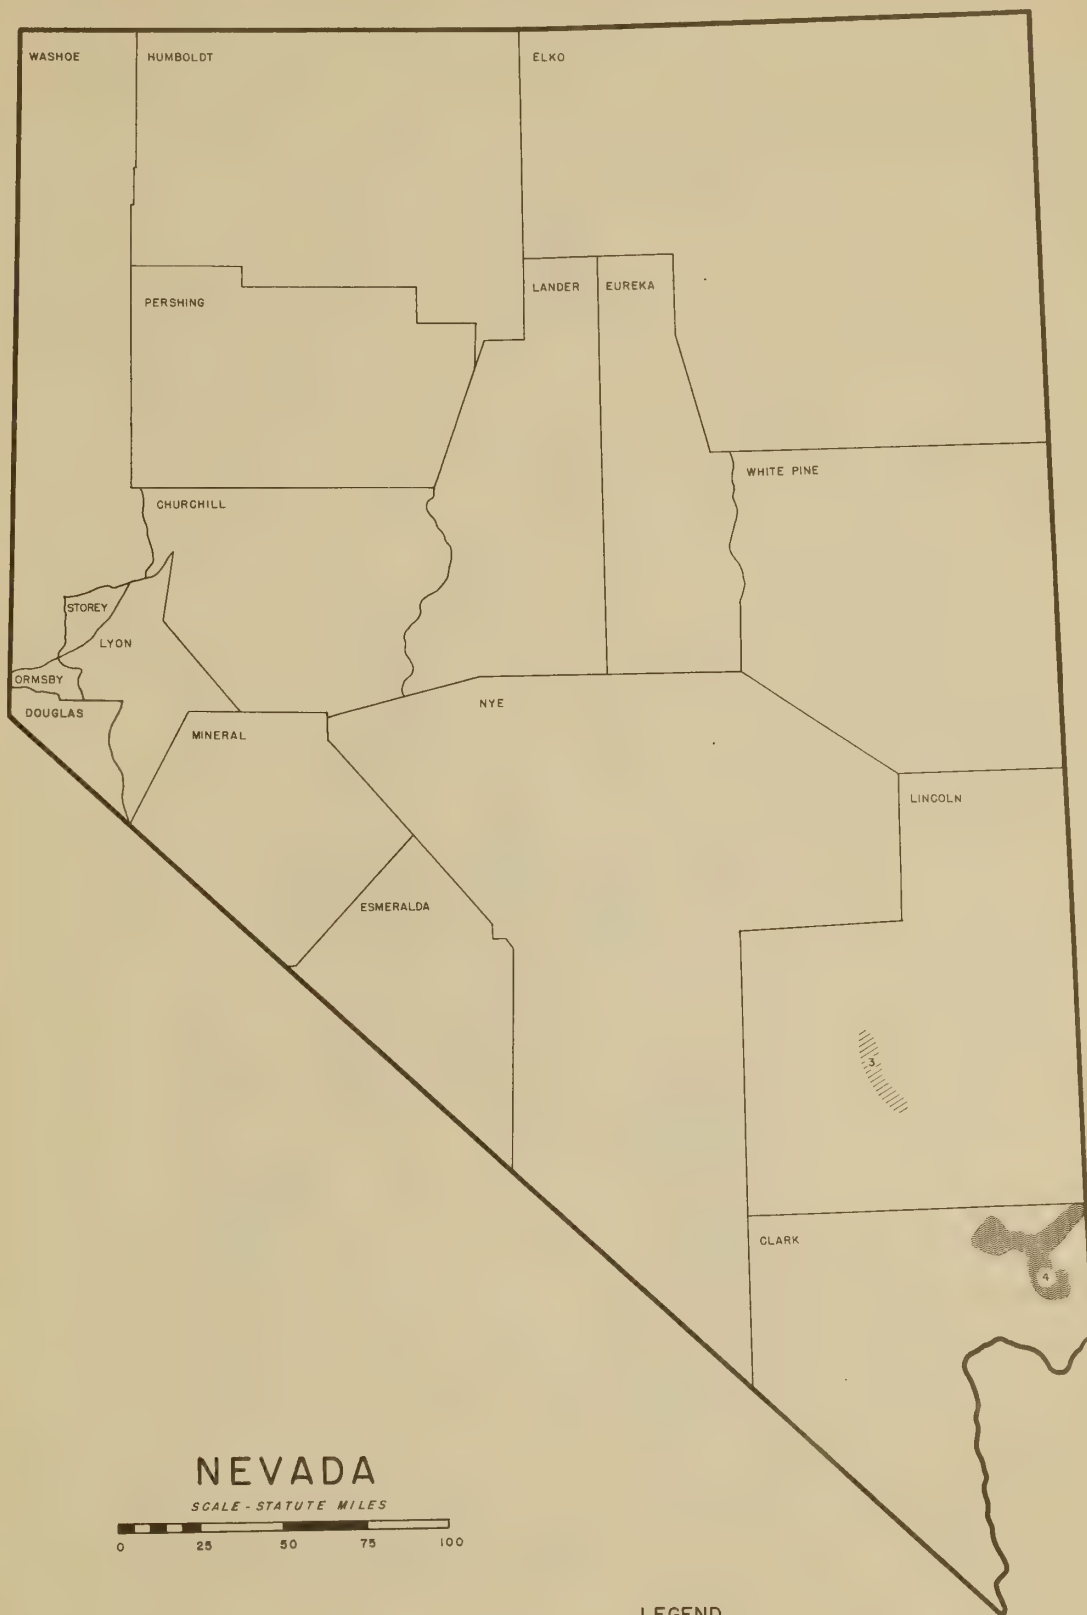 WASHOE HUMBOLDT ELKO
LANDER EUREKA
PERSHING
WHITE PINE
CHURCHILL
STOREY
LYON
ORMSBY
NYE
DOUGLAS
MINERAL
LINCOLN
ESMERALDA
3
CLARK
4
NEVADA
SCALE - STATUTE MILES
0 25 50 75 100
LEGEND